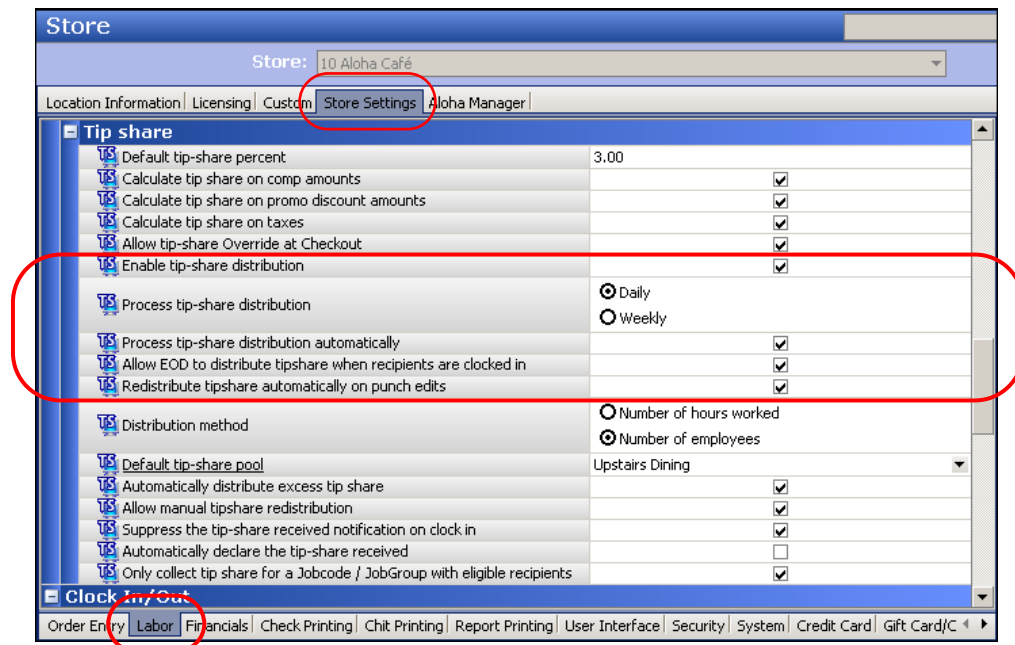 Store
Store: 10 Aloha Café
Location Information Licensing Custom Store Settings Aloha Manager
Tip share
Default tip-share percent 3.00
Calculate tip share on comp amounts
Calculate tip share on promo discount amounts
Calculate tip share on taxes
Allow tip-share Override at Checkout
Enable tip-share distribution
Process tip-share distribution
Daily
Weekly
Process tip-share distribution automatically
Allow EOD to distribute tipshare when recipients are clocked in
Redistribute tipshare automatically on punch edits
Distribution method
Number of hours worked
Number of employees
Default tip-share pool Upstairs Dining
Automatically distribute excess tip share
Allow manual tipshare redistribution
Suppress the tip-share received notification on clock in
Automatically declare the tip-share received
Only collect tip share for a Jobcode / JobGroup with eligible recipients
Clock In/Out
Order Entry Labor Financials Check Printing Chit Printing Report Printing User Interface Security System Credit Card Gift Card/C